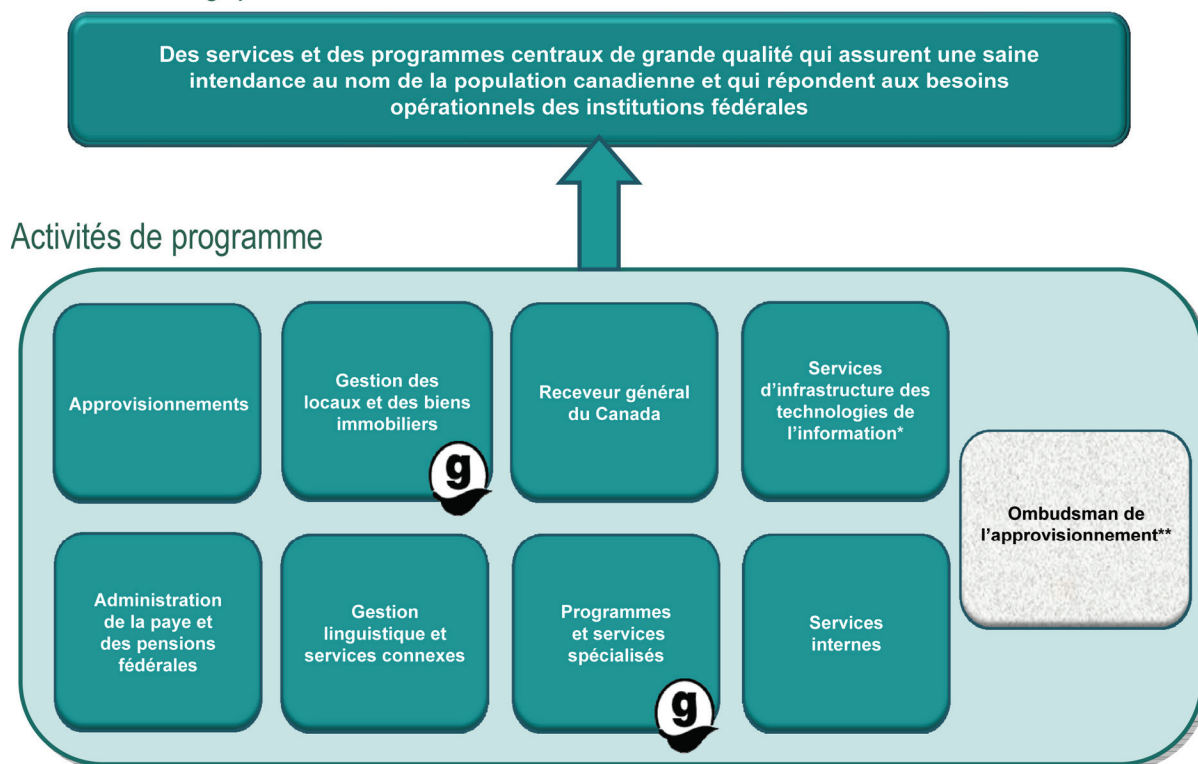 Des services et des programmes centraux de grande qualité qui assurent une saine
intendance au nom de la population canadienne et qui répondent aux besoins
opérationnels des institutions fédérales
Activités de programme
Approvisionnements
Gestion des
locaux et des biens
immobiliers
g
Receveur général
du Canada
Services
d’infrastructure des
technologies de
l’information*
Ombudsman de
l’approvisionnement**
Administration
de la paye et
des pensions
fédérales
Gestion
linguistique et
services connexes
Programmes
et services
spécialisés
g
Services
internes